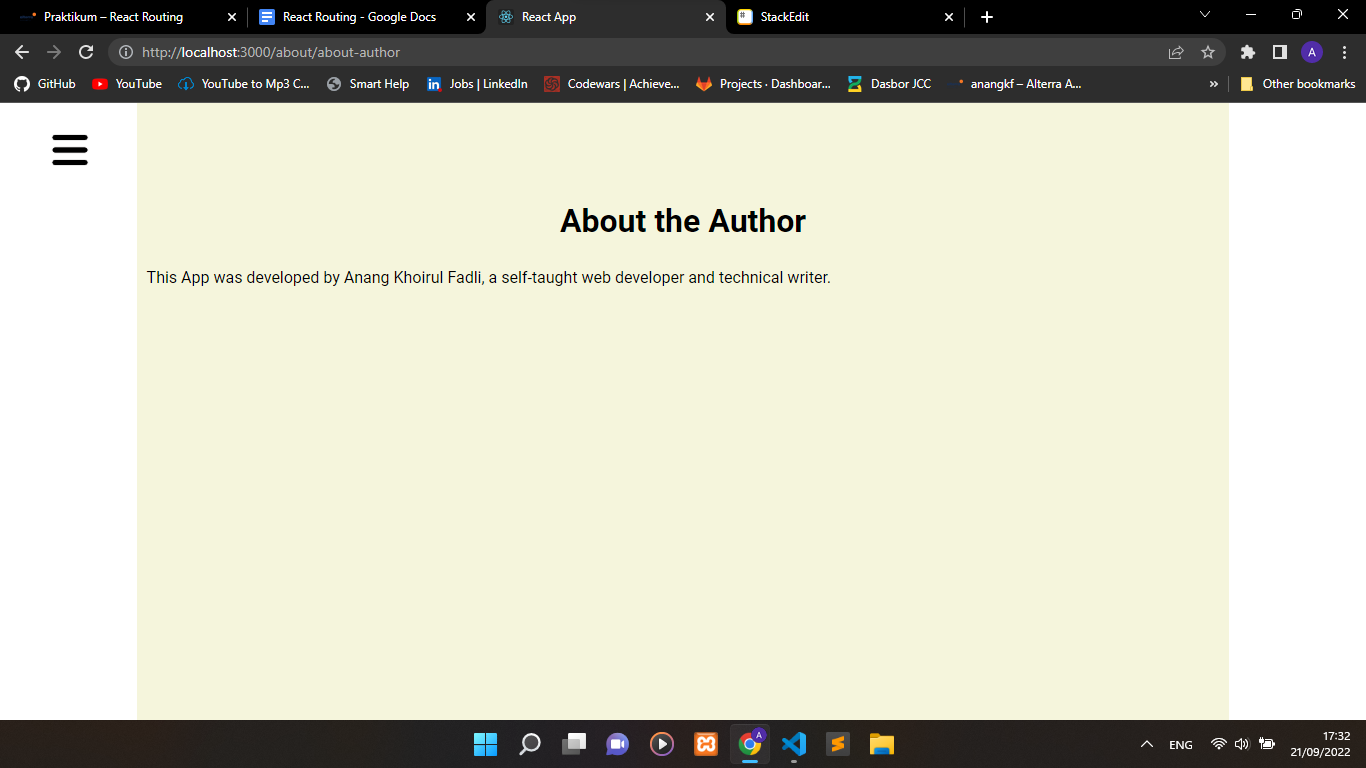 Praktikum – React Routing
React Routing - Google Docs
React App
StackEdit
http://localhost:3000/about/about-author
A
GitHub
YouTube
YouTube to Mp3 C...
Smart Help
Jobs | LinkedIn
Codewars | Achieve...
Projects · Dashboar...
Dasbor JCC
anangkf – Alterra A...
»
Other bookmarks
About the Author
This App was developed by Anang Khoirul Fadli, a self-taught web developer and technical writer.
A
ENG
17:32
21/09/2022